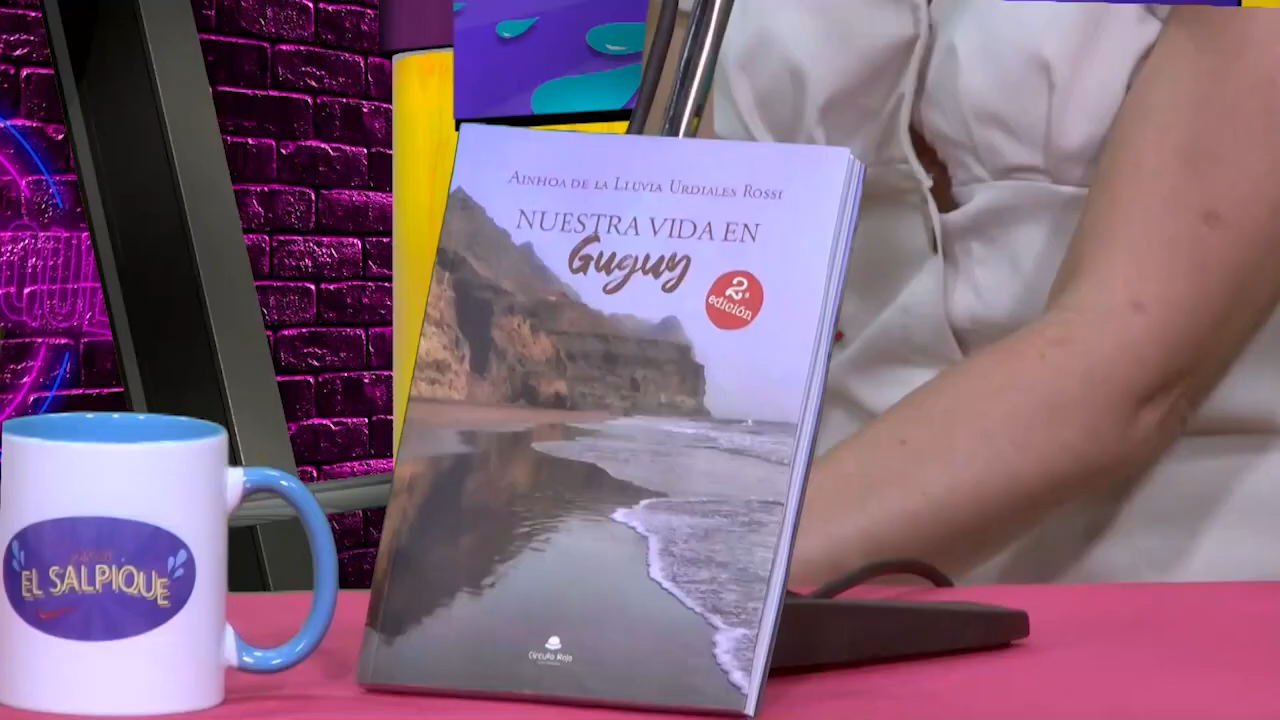 AINHOA DE LA LLUVIA URDIALES ROSSI
NUESTRA VIDA EN
Guguy
2ª
edición
Círculo Rojo
EL SALPIQUE